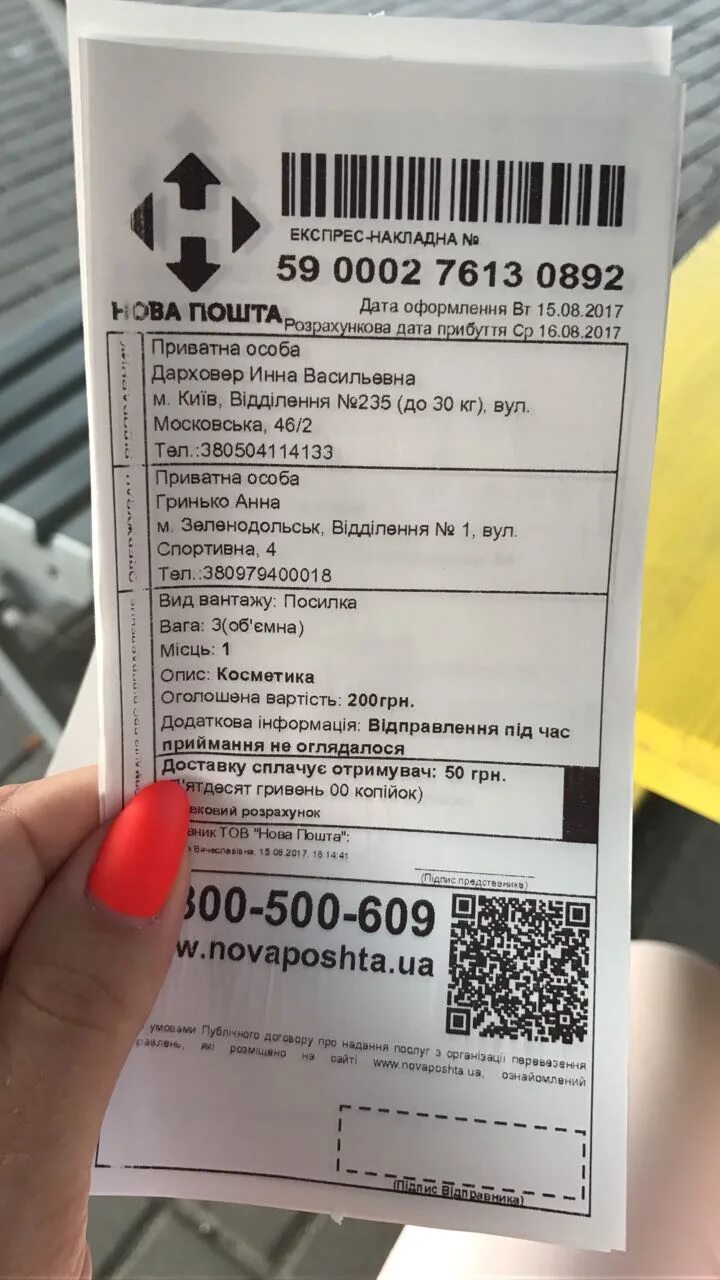 ЕКСПРЕС-НАКЛАДНА №
59 0002 7613 0892
НОВА ПОШТА
Дата оформлення Вт 15.08.2017
Розрахункова дата прибуття Ср 16.08.2017
Приватна особа
Дарховер Инна Васильевна
м. Київ, Відділення №235 (до 30 кг), вул.
Московська, 46/2
Тел.:380504114133
Приватна особа
Гринько Анна
м. Зеленодольськ, Відділення № 1, вул.
Спортивна, 4
Тел.:380979400018
Вид вантажу: Посилка
Вага: 3(об'ємна)
Місць: 1
Опис: Косметика
Оголошена вартість: 200грн.
Додаткова інформація: Відправлення під час
приймання не оглядалося
Доставку сплачує отримувач: 50 грн.
гривень 00 копійок)
розрахунок
ТОВ "Нова Пошта":
Вячеславівна, 15.08.2017, 18:14:41
(Підпис представника)
800-500-609
w.novaposhta.ua
умовами Публічного договору про надання послуг з організації перевезення
які розміщено на сайті www.novaposhta.ua, ознайомлений
(Підпис Відправника)